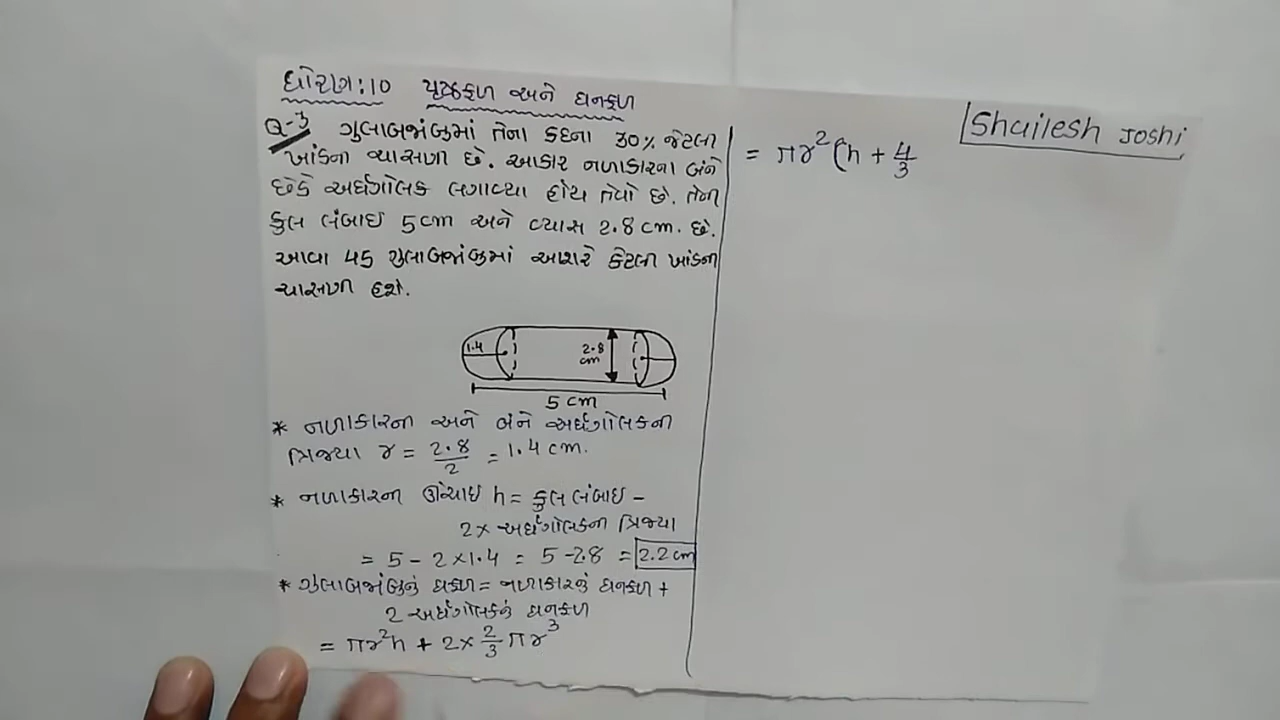 ધોરણ:10 પૃષ્ઠફળ અને ઘનફળ
Q-3 ગુલાબજાંબુમાં તેના કદના 30% જેટલી
ખાંડની ચાસણી છે. આકાર નળાકારના બંને
છેડે અર્ધગોલક લગાવ્યા હોય તેવો છે. તેની
કુલ લંબાઈ 5cm અને વ્યાસ 2.8 cm. છે.
આવા 45 ગુલાબજાંબુમાં આશરે કેટલી ખાંડની
ચાસણી હશે.
1.4
2.8
cm
5 cm
* નળાકારની અને બંને અર્ધગોલકની
ત્રિજ્યા r = 2.8/2 = 1.4 cm.
* નળાકારની ઊંચાઈ h = કુલ લંબાઈ -
2 x અર્ધગોલકની ત્રિજ્યા
= 5 - 2 x 1.4 = 5 - 2.8 = 2.2 cm
* ગુલાબજાંબુનું ઘનફળ = નળાકારનું ઘનફળ +
2 અર્ધગોલકનું ઘનફળ
= πr²h + 2 x 2/3 πr³
Shailesh Joshi
= πr² (h + 4/3